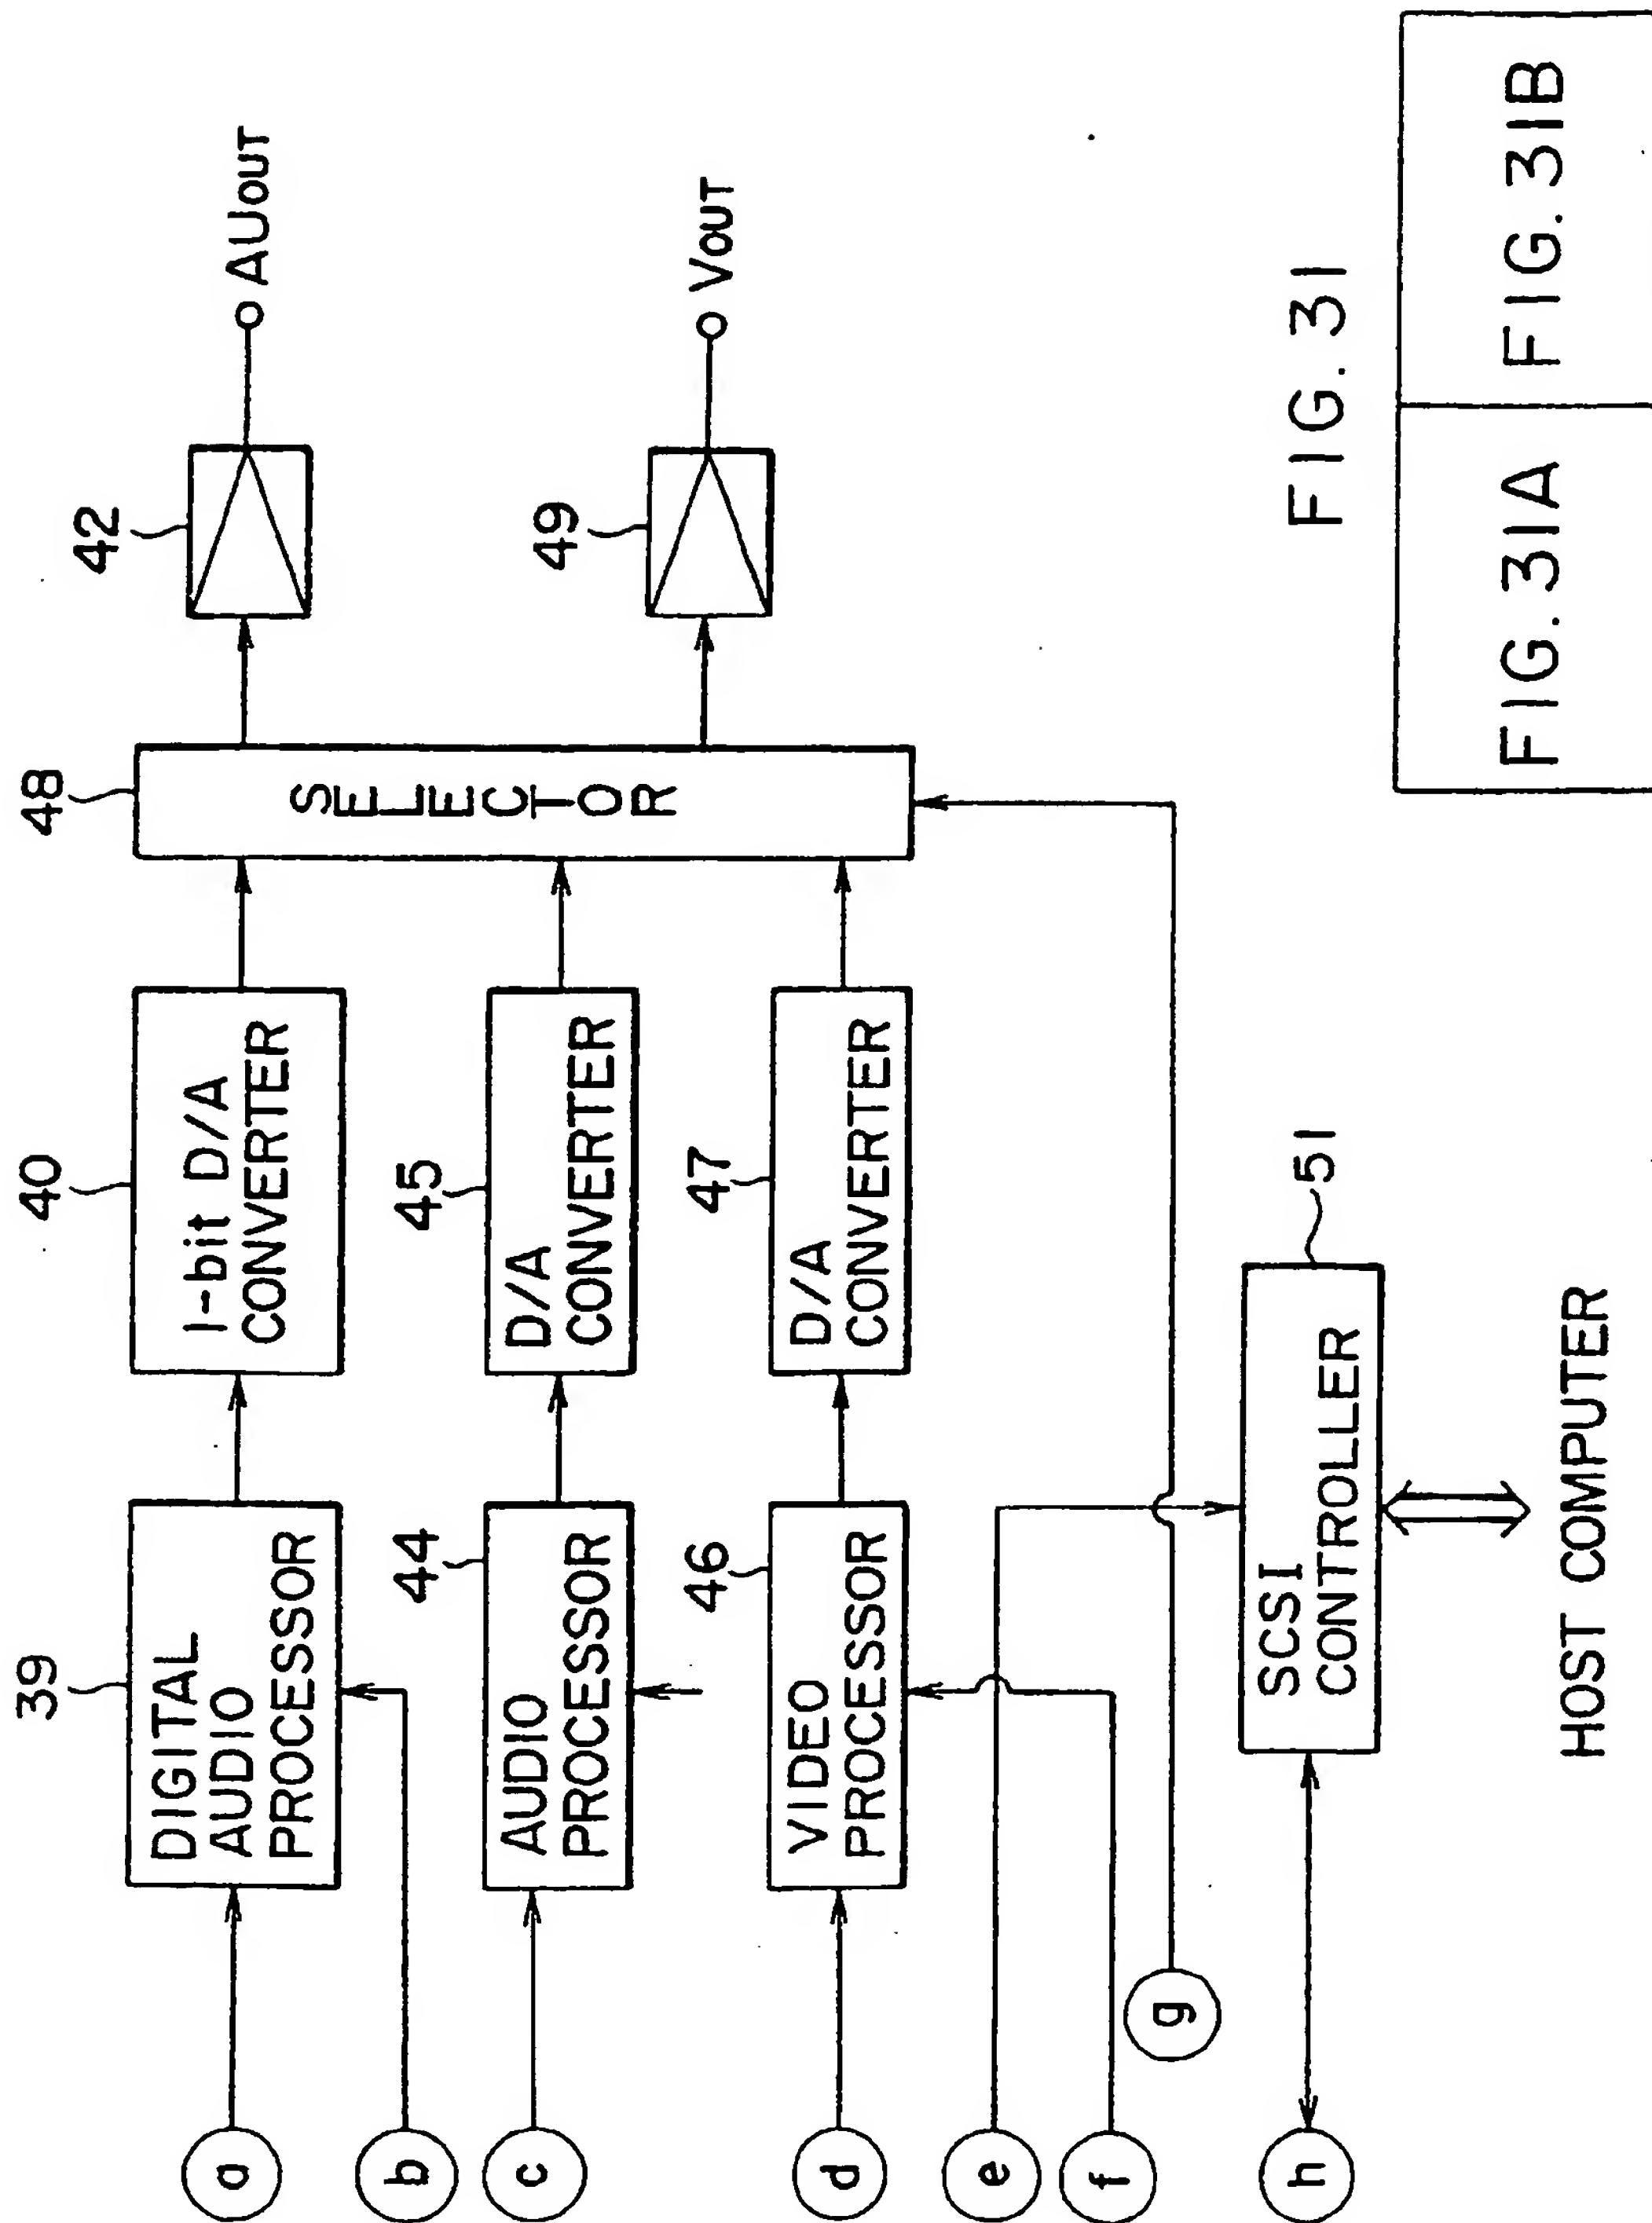 39
DIGITAL
AUDIO
PROCESSOR
40
1-bit D/A
CONVERTER
48
SELECTOR
42
AUOUT
44
AUDIO
PROCESSOR
45
D/A
CONVERTER
49
VOUT
46
VIDEO
PROCESSOR
47
D/A
CONVERTER
a
b
c
d
e
f
g
h
SCSI
CONTROLLER
51
HOST COMPUTER
FIG. 31
FIG. 31A
FIG. 31B